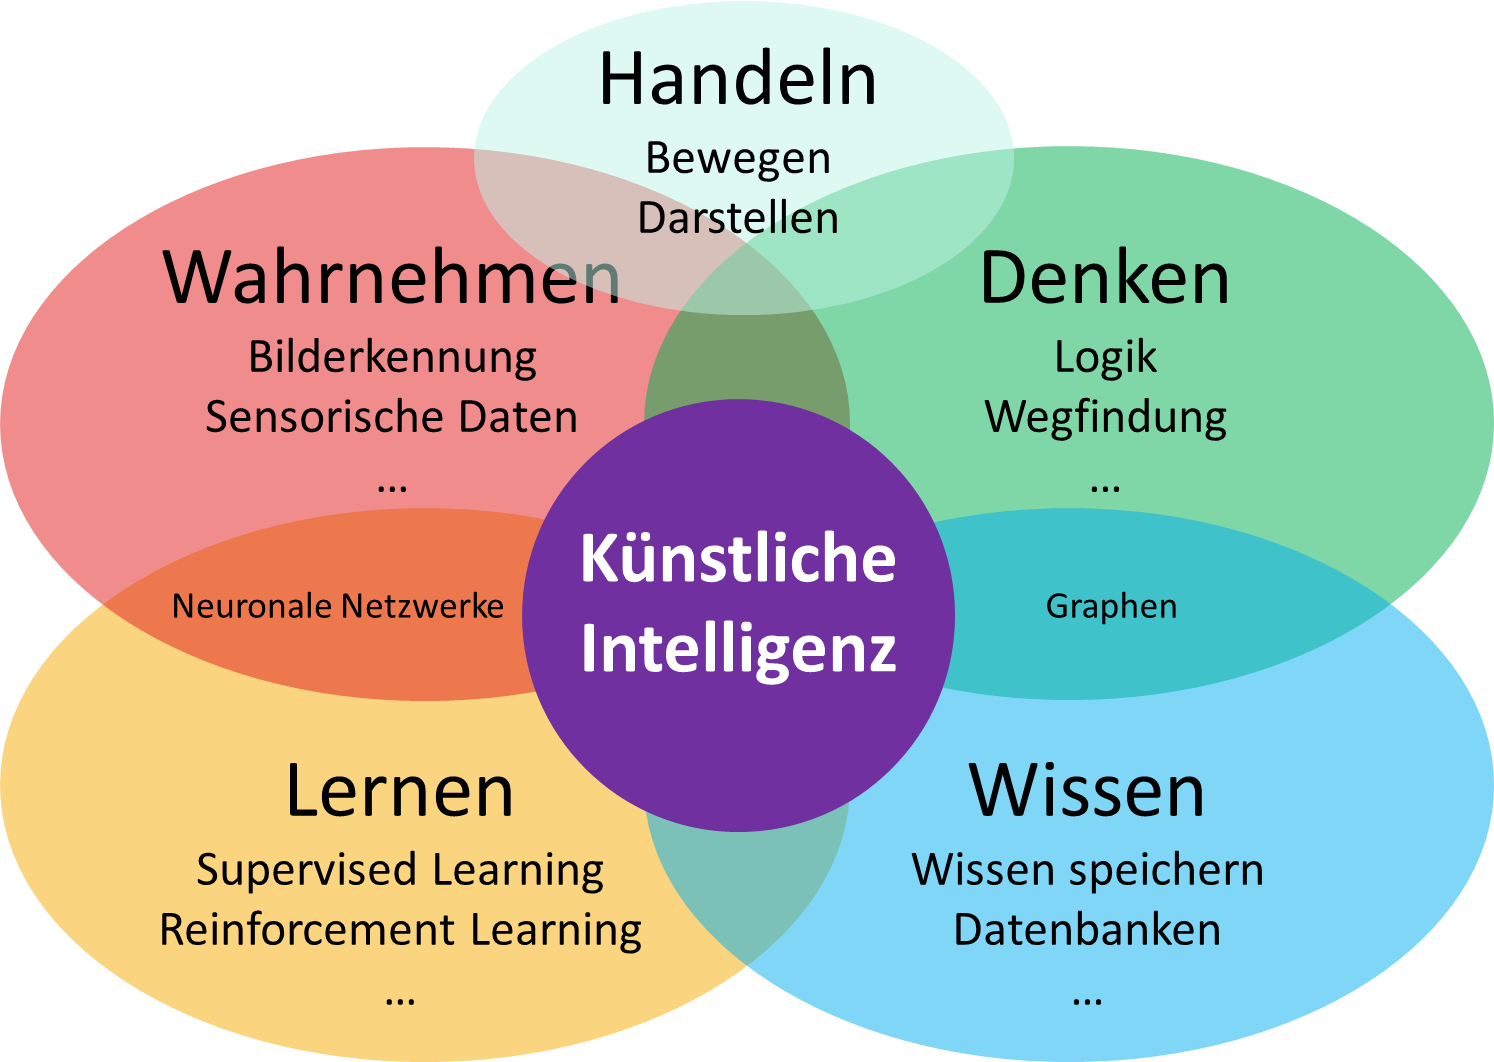 Handeln
Bewegen
Darstellen
Wahrnehmen
Bilderkennung
Sensorische Daten
...
Denken
Logik
Wegfindung
...
Neuronale Netzwerke
Künstliche
Intelligenz
Graphen
Lernen
Supervised Learning
Reinforcement Learning
...
Wissen
Wissen speichern
Datenbanken
...